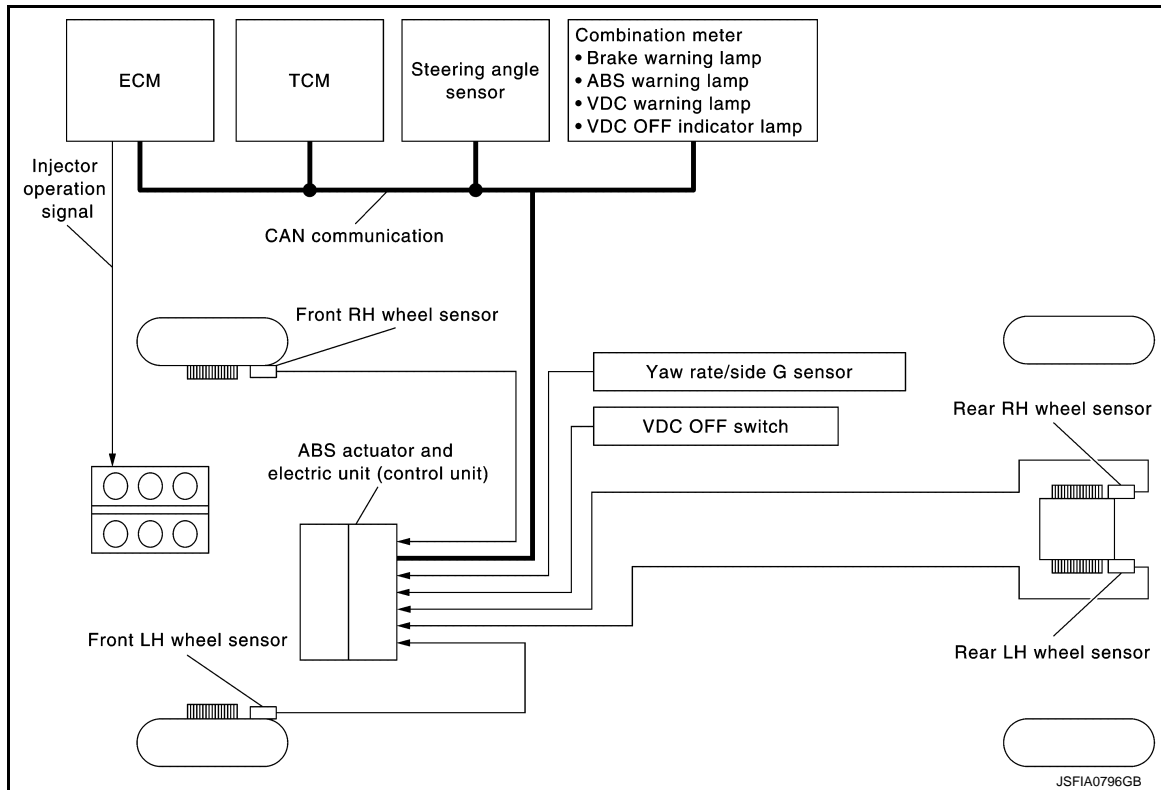 ECM
TCM
Steering angle
sensor
Combination meter
• Brake warning lamp
• ABS warning lamp
• VDC warning lamp
• VDC OFF indicator lamp
Injector
operation
signal
CAN communication
Front RH wheel sensor
Yaw rate/side G sensor
VDC OFF switch
Rear RH wheel sensor
ABS actuator and
electric unit (control unit)
Front LH wheel sensor
Rear LH wheel sensor
JSFIA0796GB